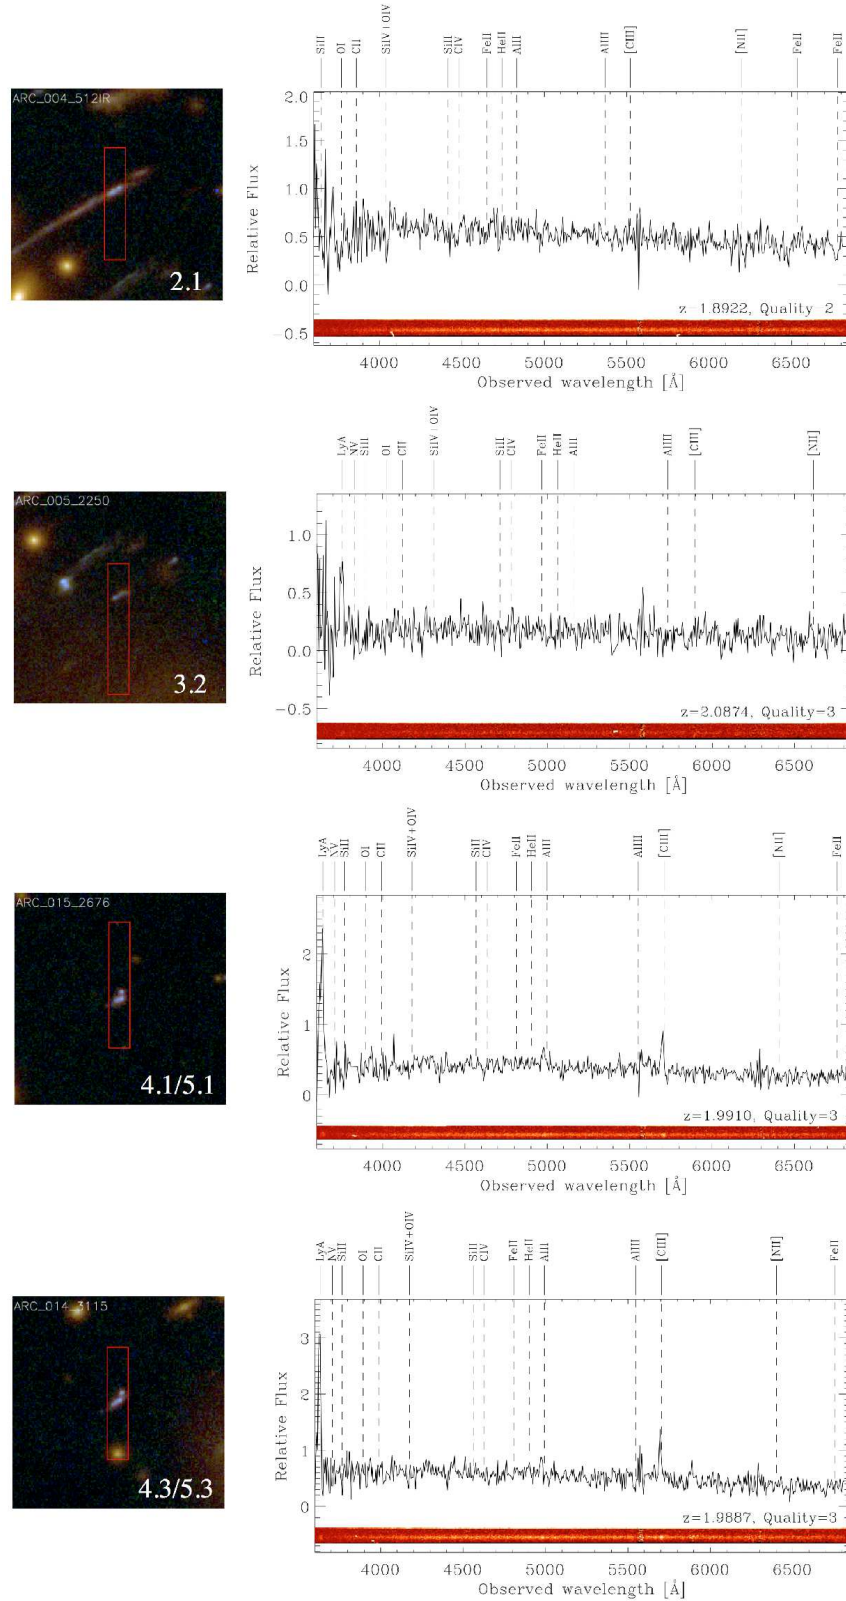 SiII OI CII SiIV+OIV SiII CIV FeII HeII AlII AlIII [CIII] [NII] FeII FeII
ARC_004_512IR
2.1
2.0
1.5
1.0
0.5
0.0
-0.5
Relative Flux
z=1.8922, Quality=2
4000 4500 5000 5500 6000 6500
Observed wavelength [Å]
LyA NV SiII OI CII SiIV+OIV SiII CIV FeII HeII AlII AlIII [CIII] [NII]
ARC_005_2250
3.2
1.0
0.5
0.0
-0.5
Relative Flux
z=2.0874, Quality=3
4000 4500 5000 5500 6000 6500
Observed wavelength [Å]
LyA NV SiII OI CII SiIV+OIV SiII CIV FeII HeII AlII AlIII [CIII] [NII] FeII
ARC_015_2676
4.1/5.1
2
1
0
Relative Flux
z=1.9910, Quality=3
4000 4500 5000 5500 6000 6500
Observed wavelength [Å]
LyA NV SiII OI CII SiIV+OIV SiII CIV FeII HeII AlII AlIII [CIII] [NII] FeII
ARC_014_3115
4.3/5.3
3
2
1
0
Relative Flux
z=1.9887, Quality=3
4000 4500 5000 5500 6000 6500
Observed wavelength [Å]